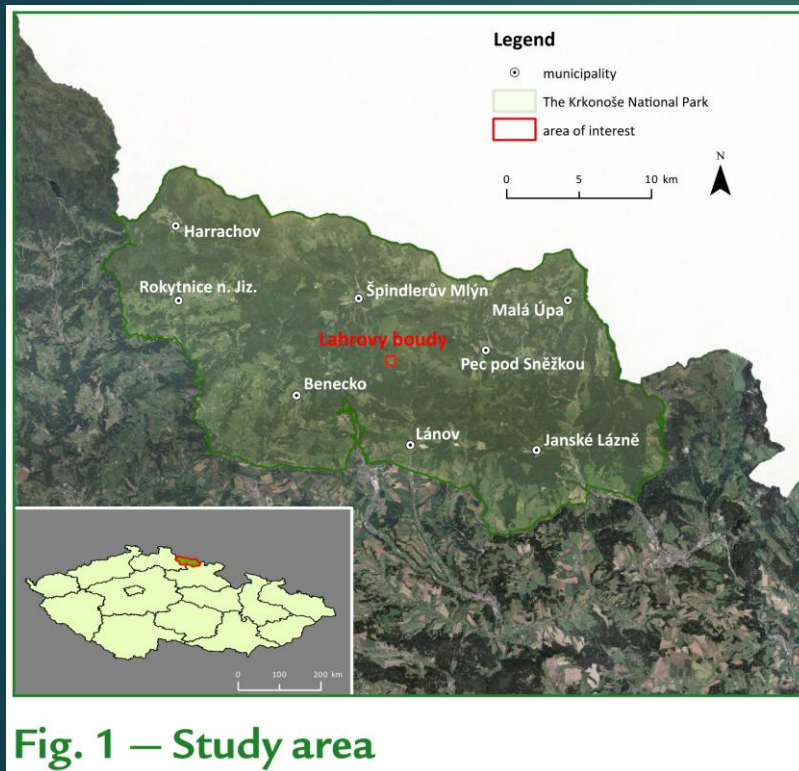 Legend
municipality
The Krkonoše National Park
area of interest
0 5 10 km
N
Harrachov
Rokytnice n. Jiz.
Špindlerův Mlýn
Malá Úpa
Lahrovy boudy
Pec pod Sněžkou
Benecko
Lánov
Janské Lázně
0 100 200 km
Fig. 1 – Study area